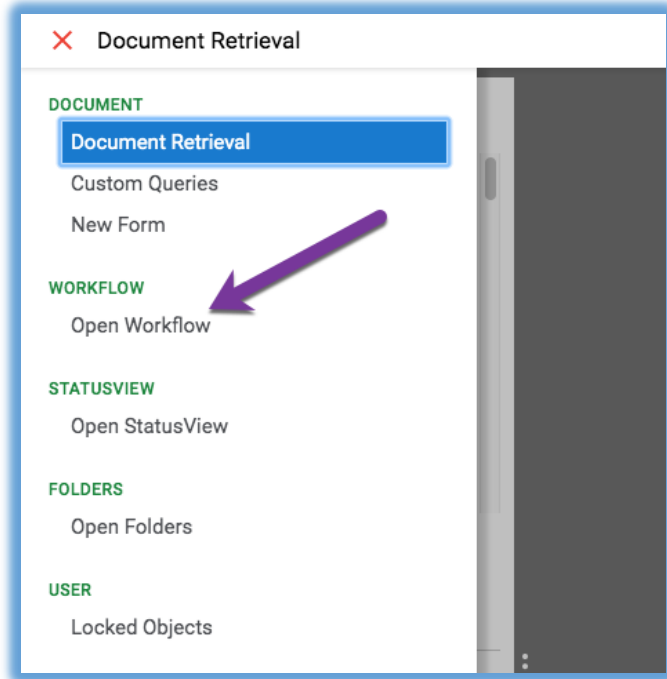 Document Retrieval
DOCUMENT
Document Retrieval
Custom Queries
New Form
WORKFLOW
Open Workflow
STATUSVIEW
Open StatusView
FOLDERS
Open Folders
USER
Locked Objects